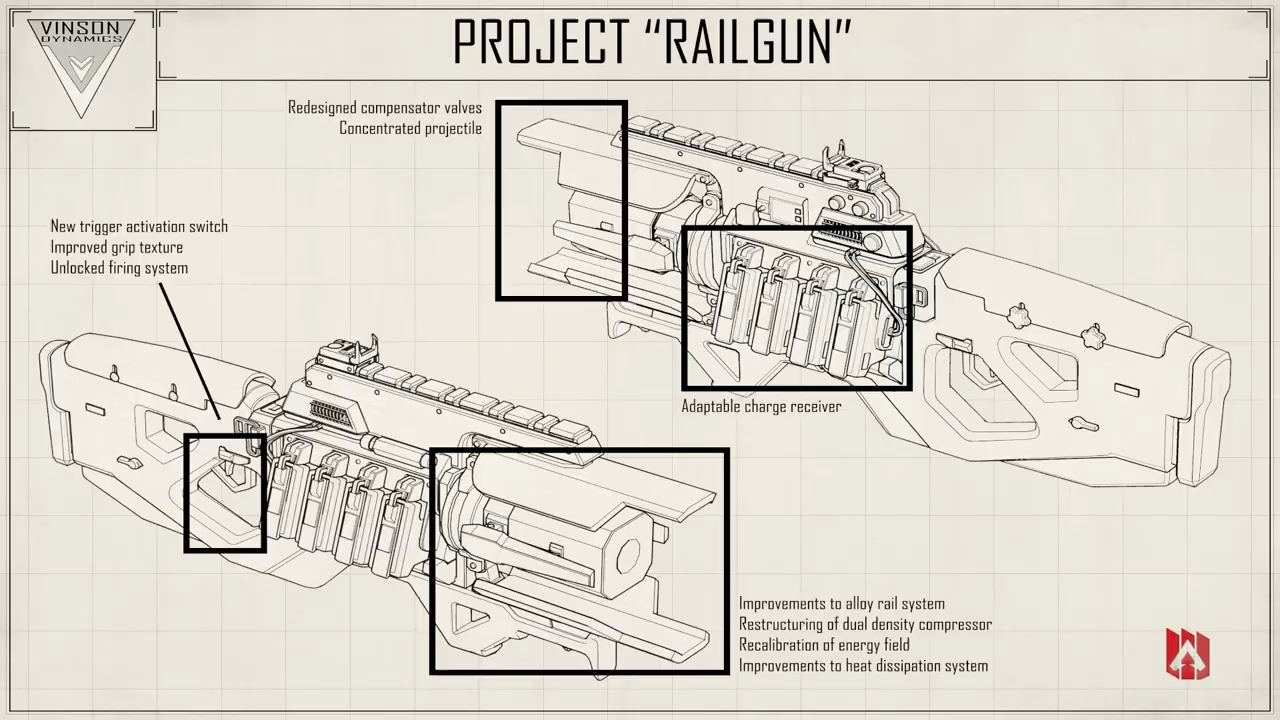 VINSON
DYNAMICS
PROJECT “RAILGUN”
Redesigned compensator valves
Concentrated projectile
New trigger activation switch
Improved grip texture
Unlocked firing system
Adaptable charge receiver
Improvements to alloy rail system
Restructuring of dual density compressor
Recalibration of energy field
Improvements to heat dissipation system